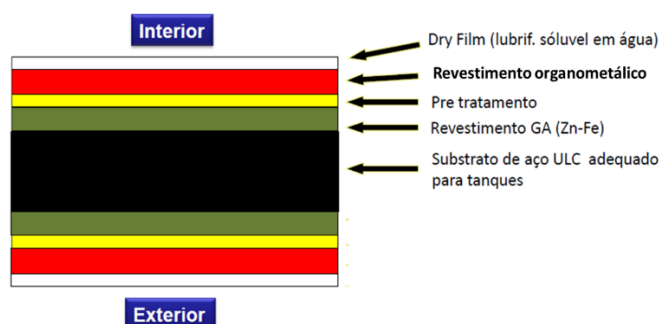 Interior
Dry Film (lubrif. sóluvel em água)
Revestimento organometálico
Pre tratamento
Revestimento GA (Zn-Fe)
Substrato de aço ULC adequado
para tanques
Exterior